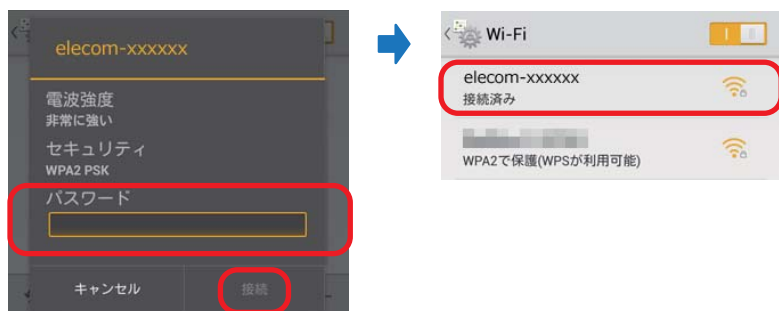 elecom-xxxxxx
電波強度
非常に強い
セキュリティ
WPA2 PSK
パスワード
キャンセル
接続
Wi-Fi
elecom-xxxxxx
接続済み
WPA2で保護(WPSが利用可能)